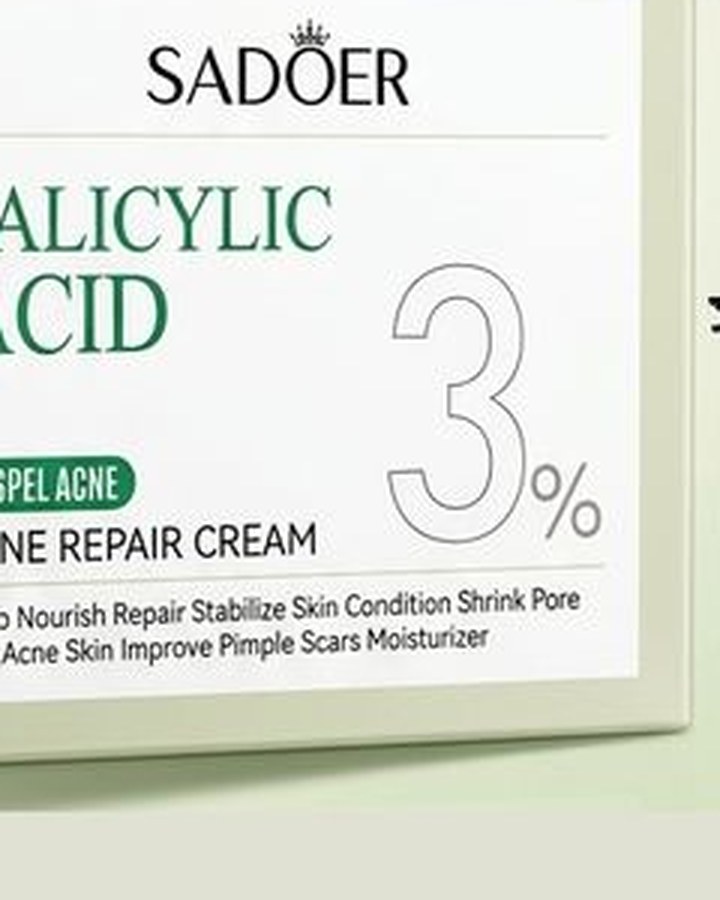 SADOER
ALICYLIC
ACID
3%
SPEL ACNE
NE REPAIR CREAM
Nourish Repair Stabilize Skin Condition Shrink Pore
Acne Skin Improve Pimple Scars Moisturizer